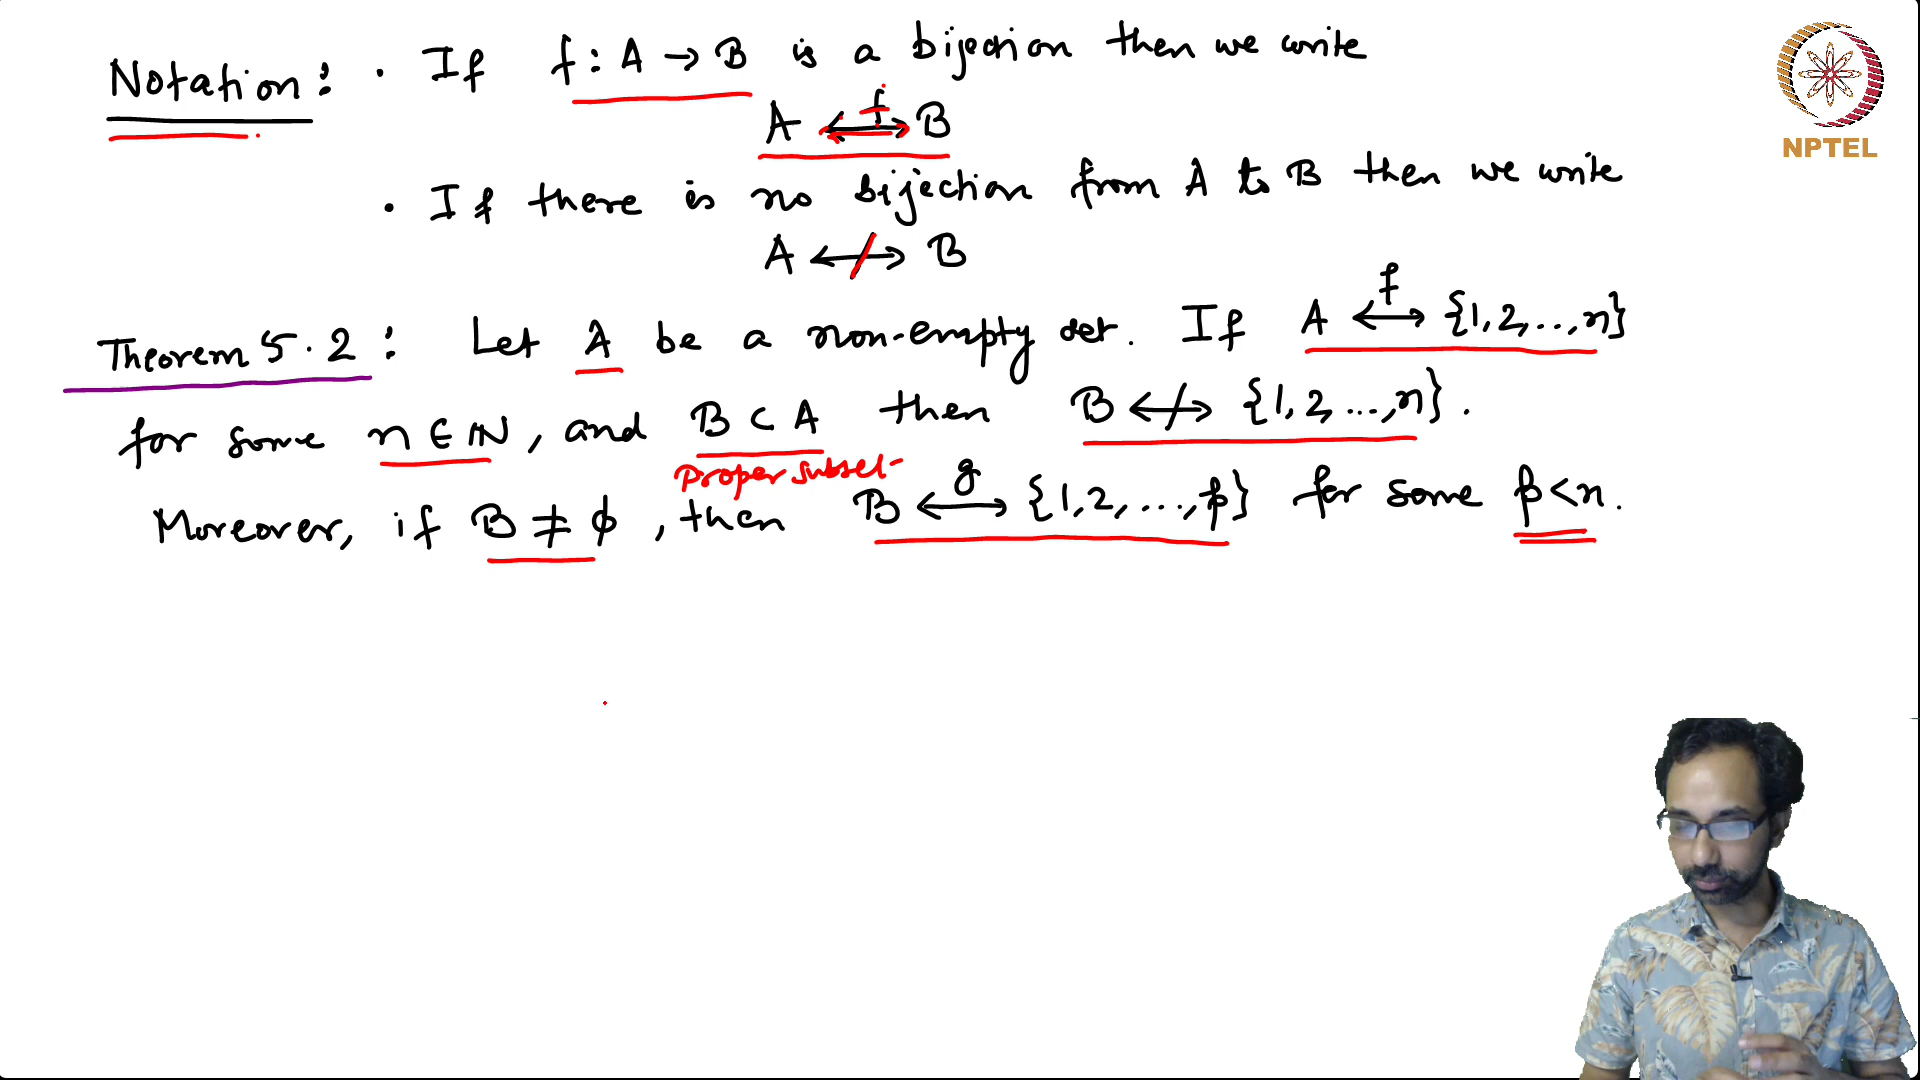 Notation : · If f : A → B is a bijection then we write
A ⟷ B
f
· If there is no bijection from A to B then we write
A ↮ B
Theorem 5.2 : Let A be a non-empty set. If A ⟷ {1,2,...,n}
f
for some n ∈ ℕ, and B ⊂ A then B ↮ {1,2,...,n}.
Proper subset
Moreover, if B ≠ ϕ, then B ⟷ {1,2,...,p} for some p<n.
g
NPTEL